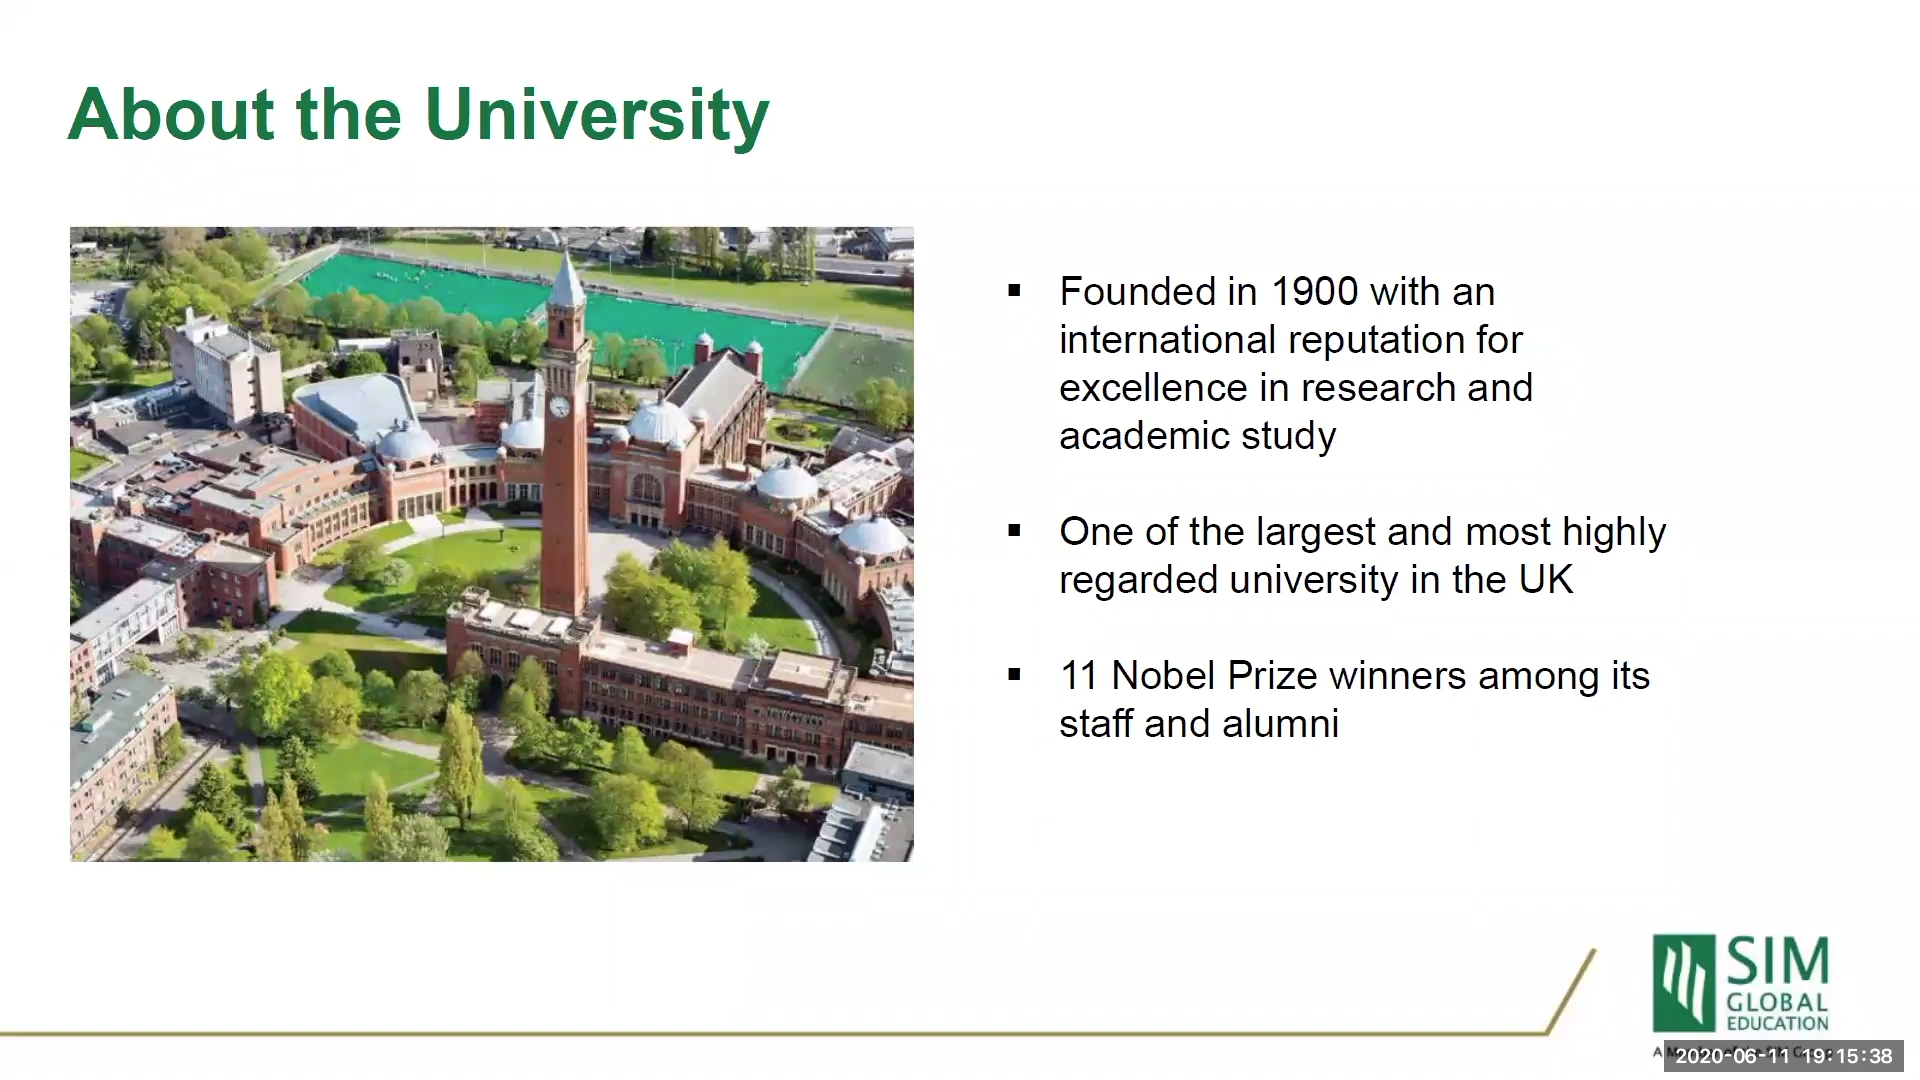 About the University
▪ Founded in 1900 with an
international reputation for
excellence in research and
academic study
▪ One of the largest and most highly
regarded university in the UK
▪ 11 Nobel Prize winners among its
staff and alumni
SIM
GLOBAL
EDUCATION
2020-06-11 19:15:38